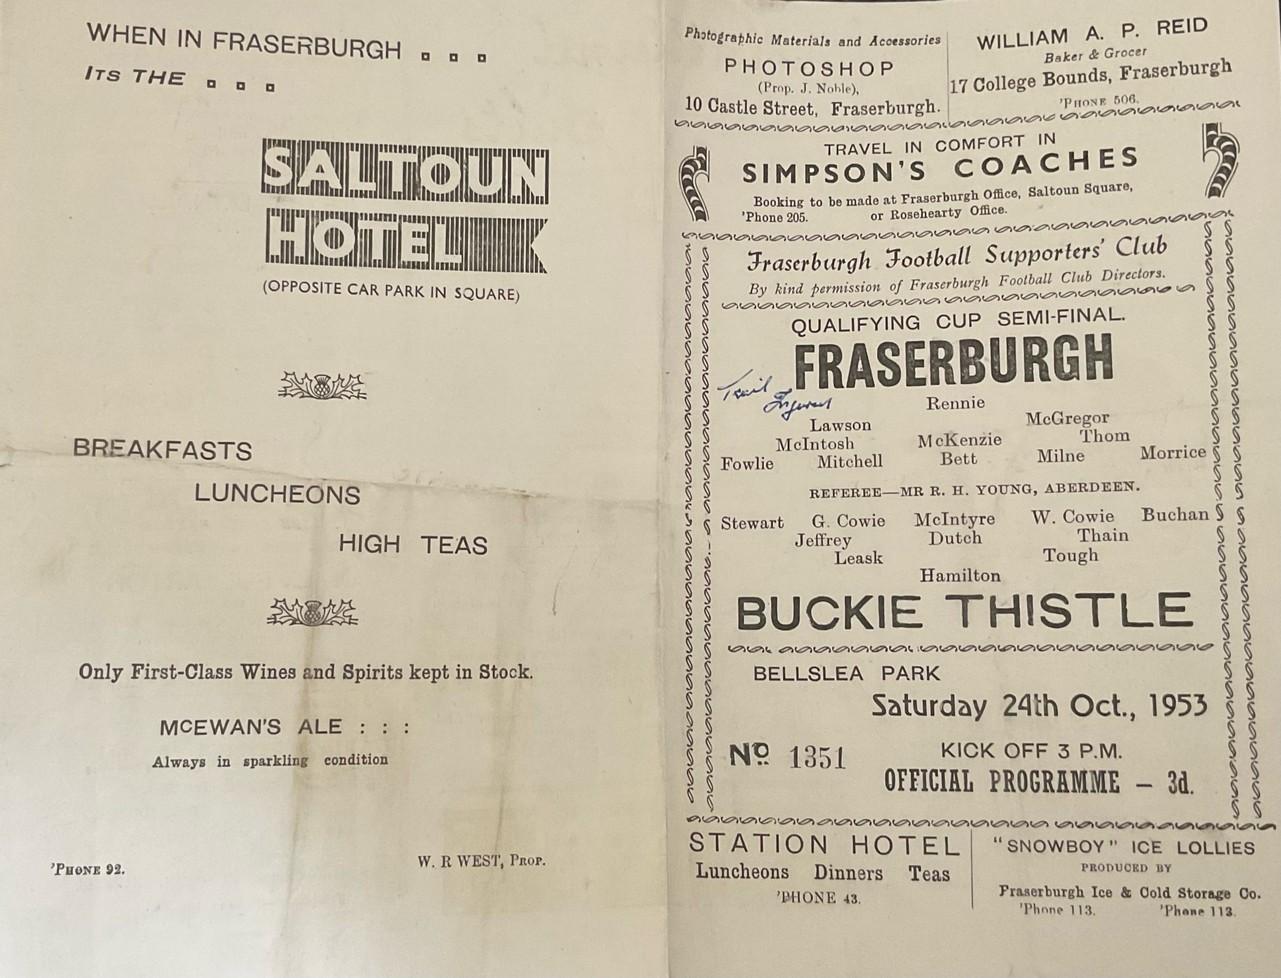 WHEN IN FRASERBURGH . . .
ITS THE . . .
SALTOUN
HOTEL
(OPPOSITE CAR PARK IN SQUARE)
BREAKFASTS
LUNCHEONS
HIGH TEAS
Only First-Class Wines and Spirits kept in Stock.
MCEWAN'S ALE : : :
Always in sparkling condition
'PHONE 92.
W. R WEST, PROP.
Photographic Materials and Accessories
PHOTOSHOP
(Prop. J. Noble),
10 Castle Street, Fraserburgh.
WILLIAM A. P. REID
Baker & Grocer
17 College Bounds, Fraserburgh
'PHONE 506.
TRAVEL IN COMFORT IN
SIMPSON'S COACHES
Booking to be made at Fraserburgh Office, Saltoun Square,
'Phone 205. or Rosehearty Office.
Fraserburgh Football Supporters' Club
By kind permission of Fraserburgh Football Club Directors.
QUALIFYING CUP SEMI-FINAL.
FRASERBURGH
Rennie
Lawson McGregor
McIntosh McKenzie Thom
Fowlie Mitchell Bett Milne Morrice
REFEREE—MR R. H. YOUNG, ABERDEEN.
Stewart G. Cowie McIntyre W. Cowie Buchan
Jeffrey Dutch Thain
Leask Tough
Hamilton
BUCKIE THISTLE
BELLSLEA PARK
Saturday 24th Oct., 1953
No. 1351
KICK OFF 3 P.M.
OFFICIAL PROGRAMME — 3d.
STATION HOTEL
Luncheons Dinners Teas
'PHONE 43.
"SNOWBOY" ICE LOLLIES
PRODUCED BY
Fraserburgh Ice & Cold Storage Co.
'Phone 113. 'Phone 113.